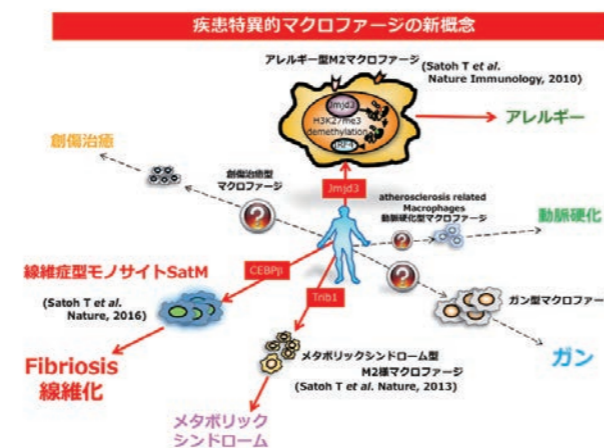 疾患特異的マクロファージの新概念
アレルギー型M2マクロファージ
(Satoh T et al.
Nature Immunology, 2010)
Jmjd3
H3K27me3
demethylation
IRF4
アレルギー
創傷治癒
創傷治癒型
マクロファージ
?
Jmjd3
atherosclerosis related
Macrophages
動脈硬化型マクロファージ
?
動脈硬化
線維症型モノサイトSatM
CEBPβ
?
(Satoh T et al.
Nature, 2016)
Trib1
ガン型マクロファー
Fibriosis
線維化
メタボリックシンドローム型
M2様マクロファージ
(Satoh T et al. Nature, 2013)
ガン
メタボリック
シンドローム